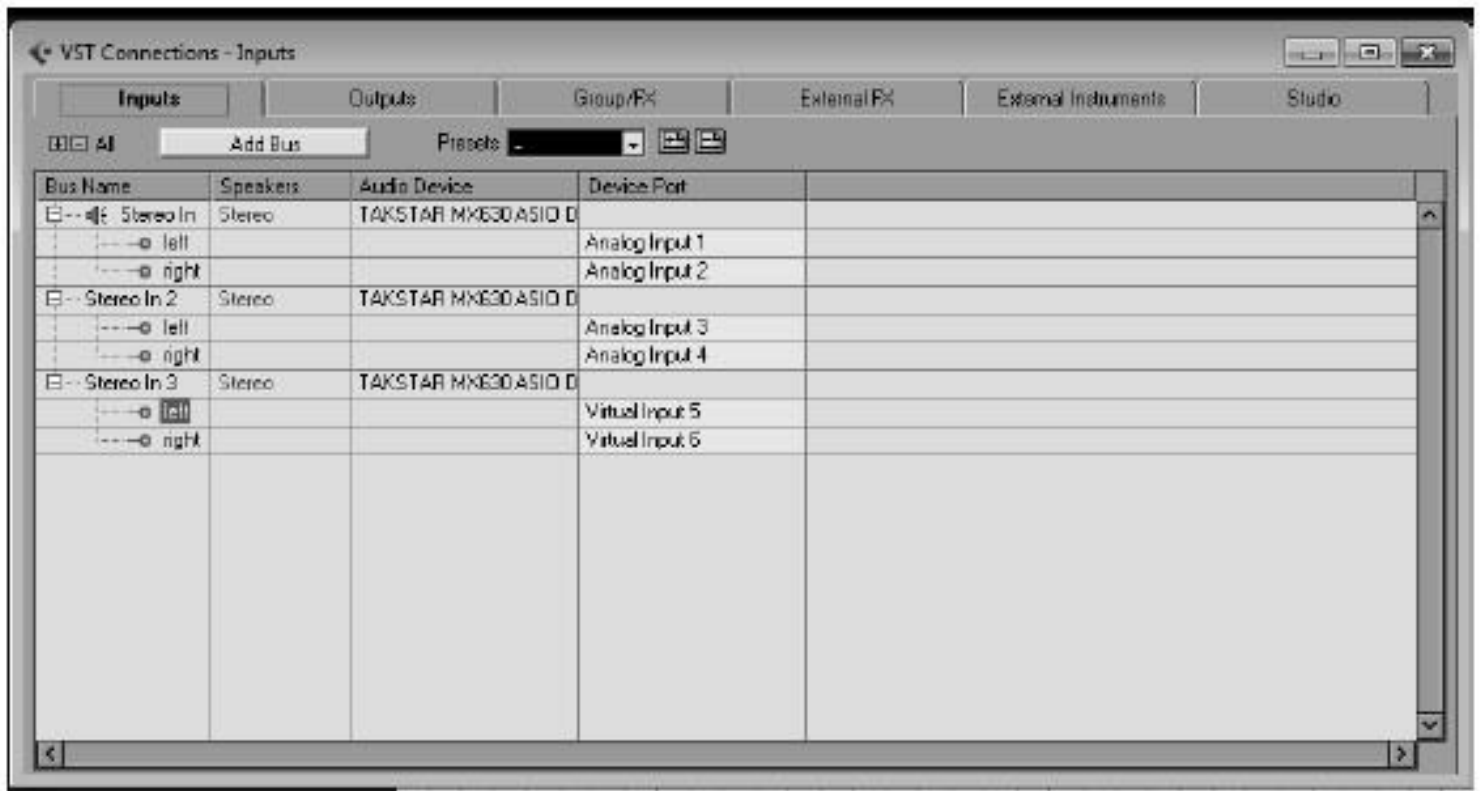 VST Connections - Inputs
Inputs Outputs Group/FX External FX External Instruments Studio
All Add Bus Presets -
Bus Name Speakers Audio Device Device Port
Stereo In Stereo TAKSTAR MX630 ASIO D
left Analog Input 1
right Analog Input 2
Stereo In 2 Stereo TAKSTAR MX630 ASIO D
left Analog Input 3
right Analog Input 4
Stereo In 3 Stereo TAKSTAR MX630 ASIO D
left Virtual Input 5
right Virtual Input 6